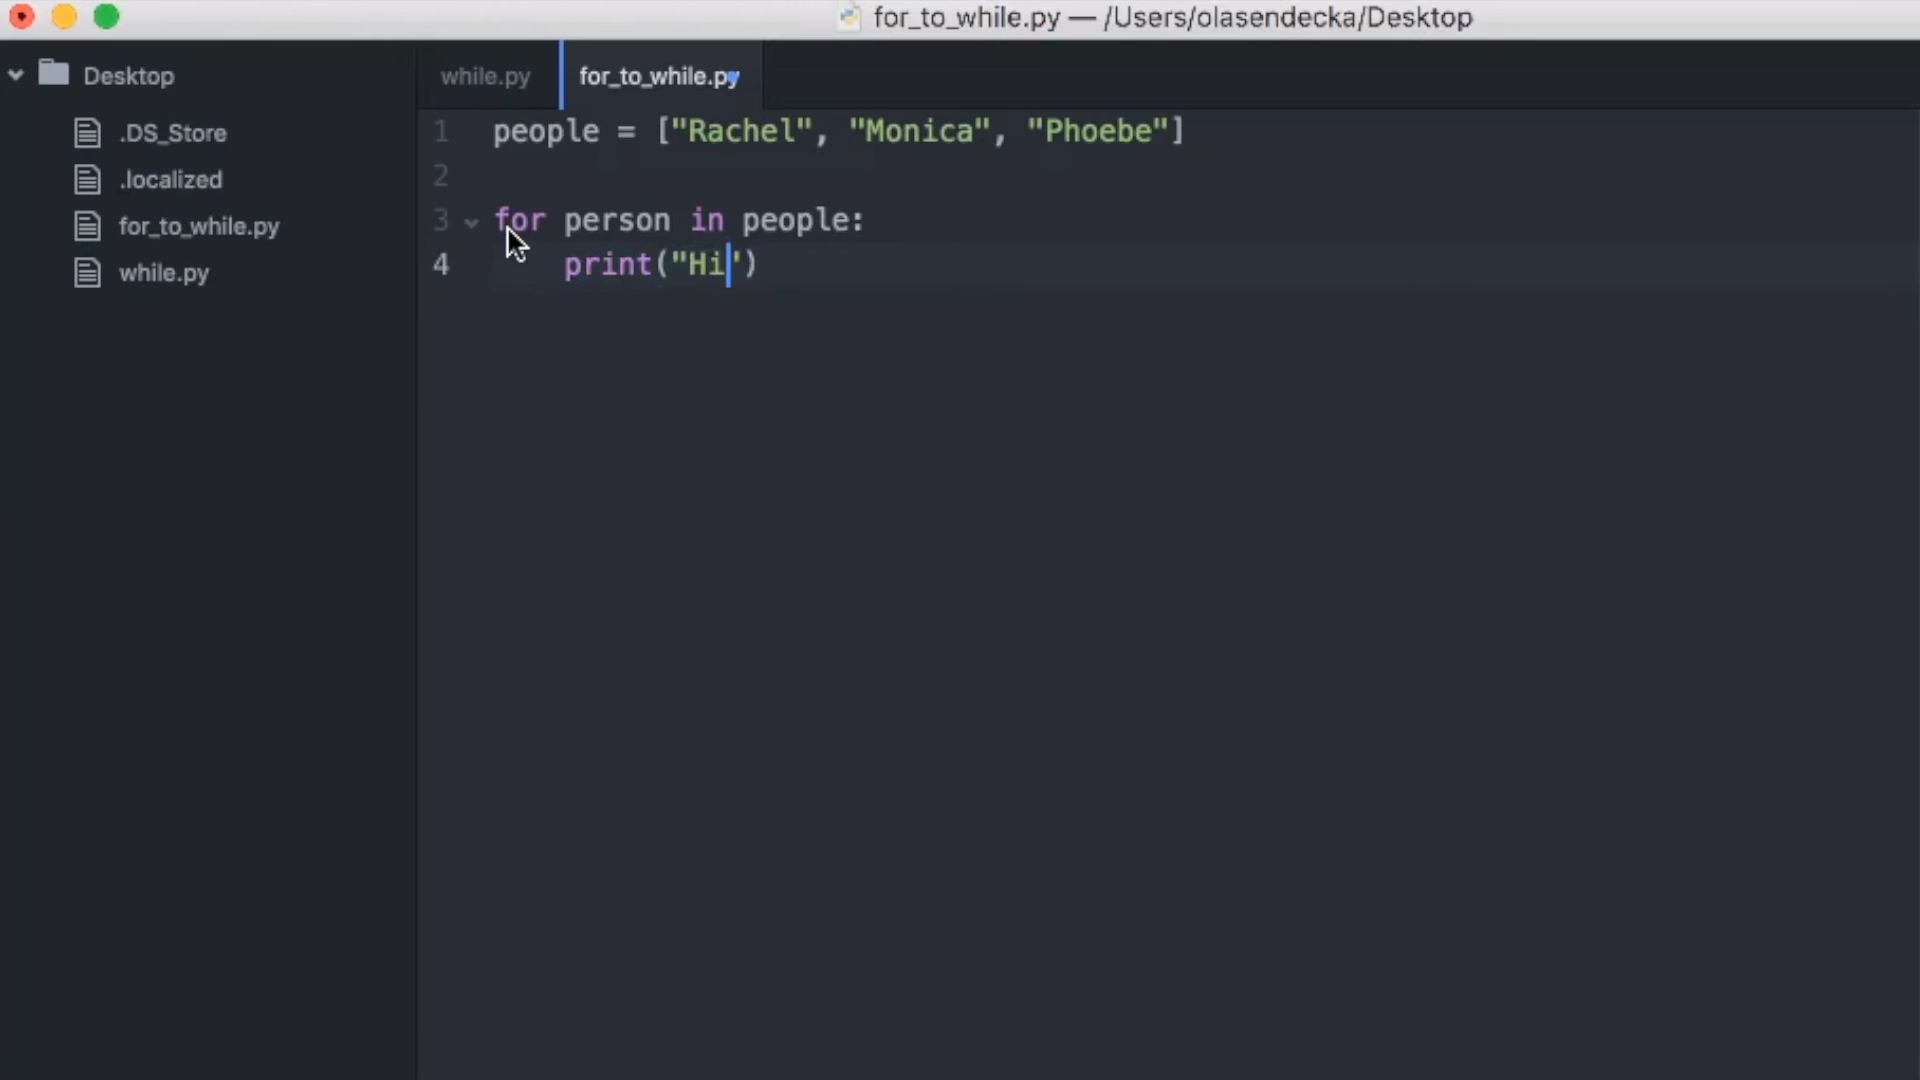 for_to_while.py — /Users/olasendecka/Desktop
Desktop
.DS_Store
.localized
for_to_while.py
while.py
while.py
for_to_while.py
1 people = ["Rachel", "Monica", "Phoebe"]
2
3 for person in people:
4 print("Hi")